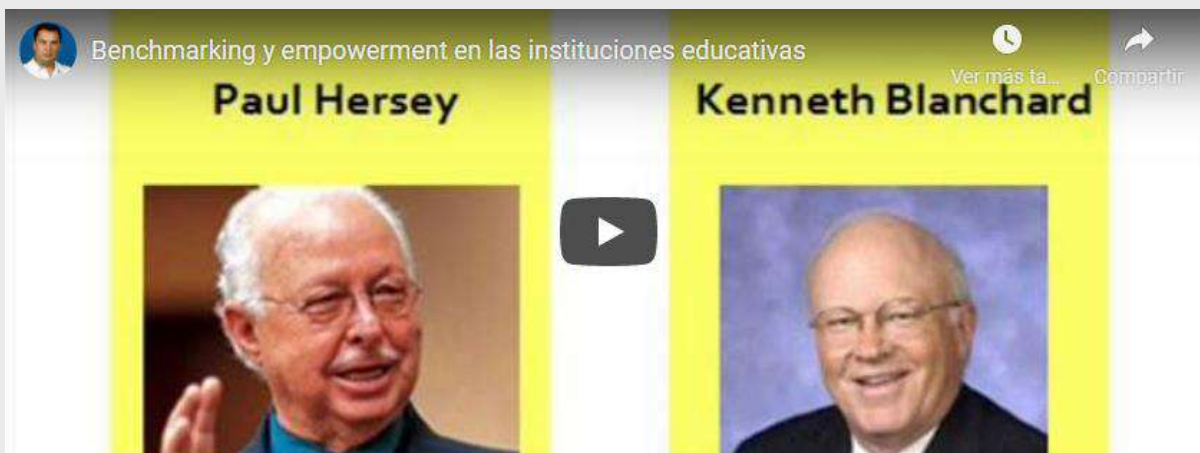 Benchmarking y empowerment en las instituciones educativas
Ver más ta... Compartir
Paul Hersey Kenneth Blanchard